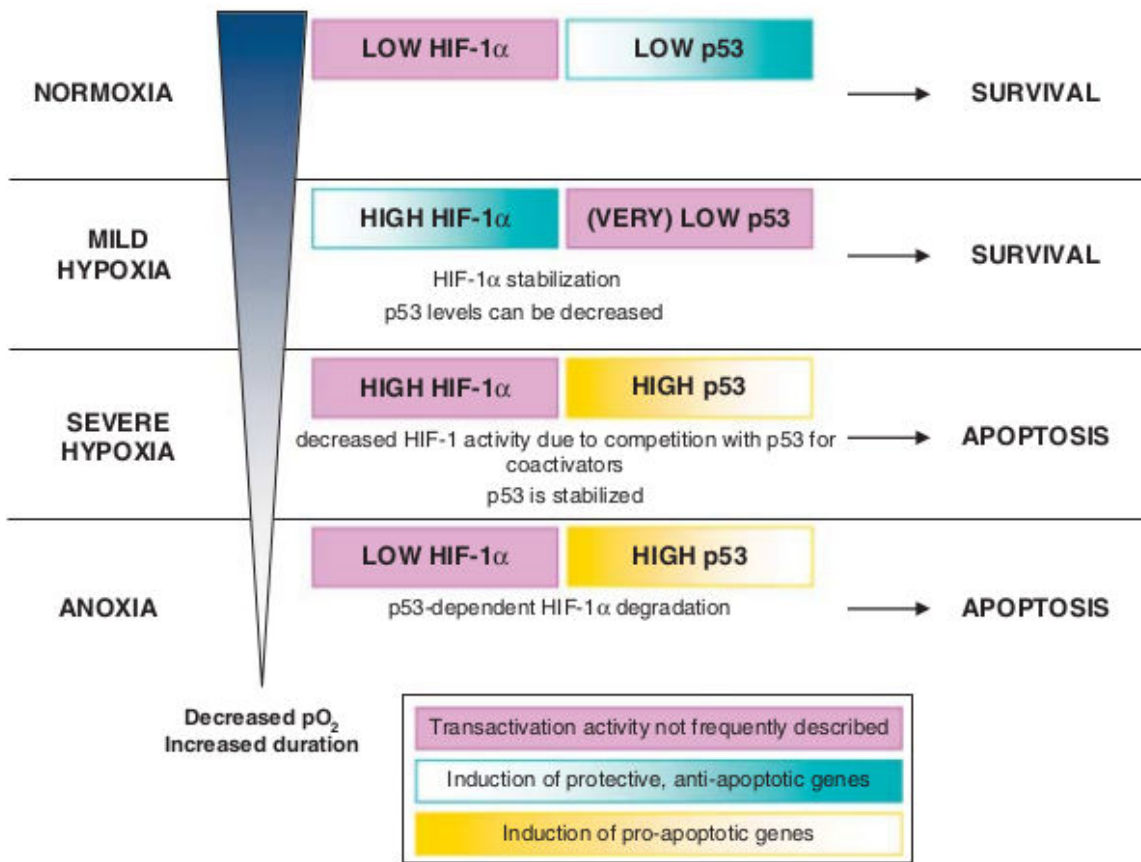 LOW HIF-1α
LOW p53
NORMOXIA
SURVIVAL
HIGH HIF-1α
(VERY) LOW p53
MILD
HYPOXIA
SURVIVAL
HIF-1α stabilization
p53 levels can be decreased
HIGH HIF-1α
HIGH p53
SEVERE
HYPOXIA
decreased HIF-1 activity due to competition with p53 for
coactivators
APOPTOSIS
p53 is stabilized
LOW HIF-1α
HIGH p53
ANOXIA
p53-dependent HIF-1α degradation
APOPTOSIS
Decreased pO₂
Increased duration
Transactivation activity not frequently described
Induction of protective, anti-apoptotic genes
Induction of pro-apoptotic genes